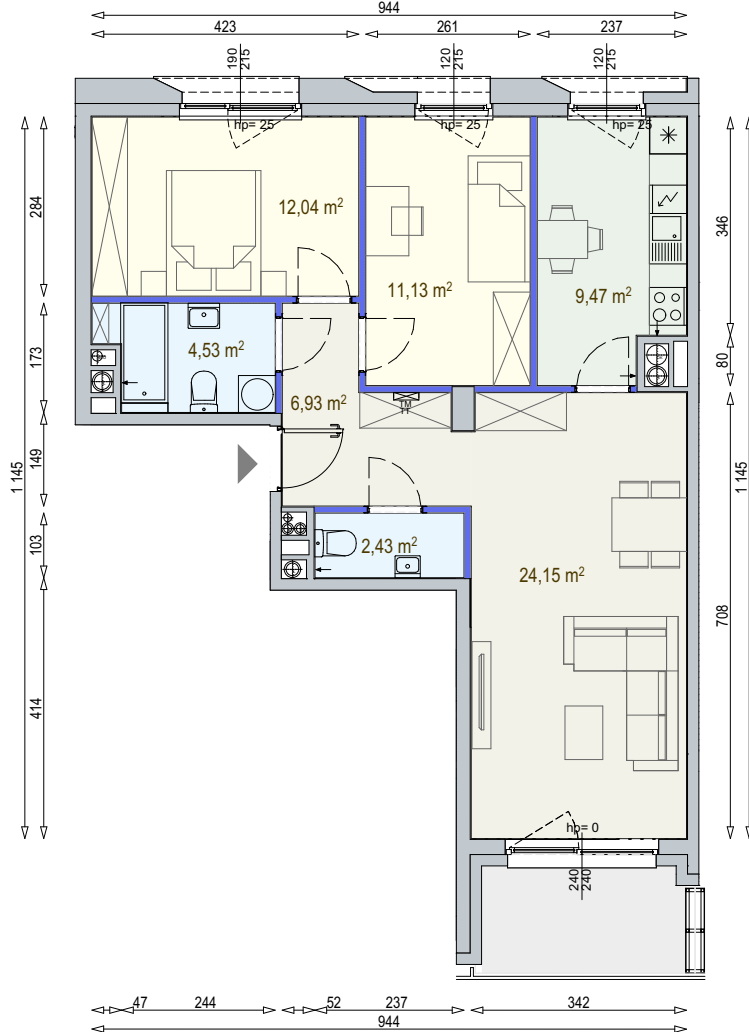 944
423
261
237
190
215
120
215
120
215
hp= 25
hp= 25
hp= 25
284
346
12,04 m²
11,13 m²
9,47 m²
173
4,53 m²
80
6,93 m²
TM
TT
149
1 145
1 145
103
2,43 m²
24,15 m²
708
414
hp= 0
240
240
47
244
52
237
342
944